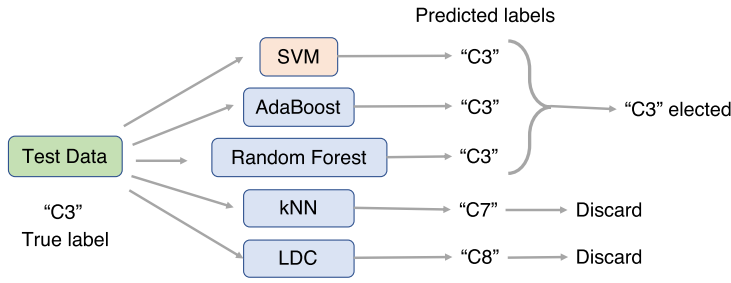 Predicted labels
SVM
“C3”
AdaBoost
“C3”
“C3” elected
Test Data
Random Forest
“C3”
“C3”
True label
kNN
“C7”
Discard
LDC
“C8”
Discard